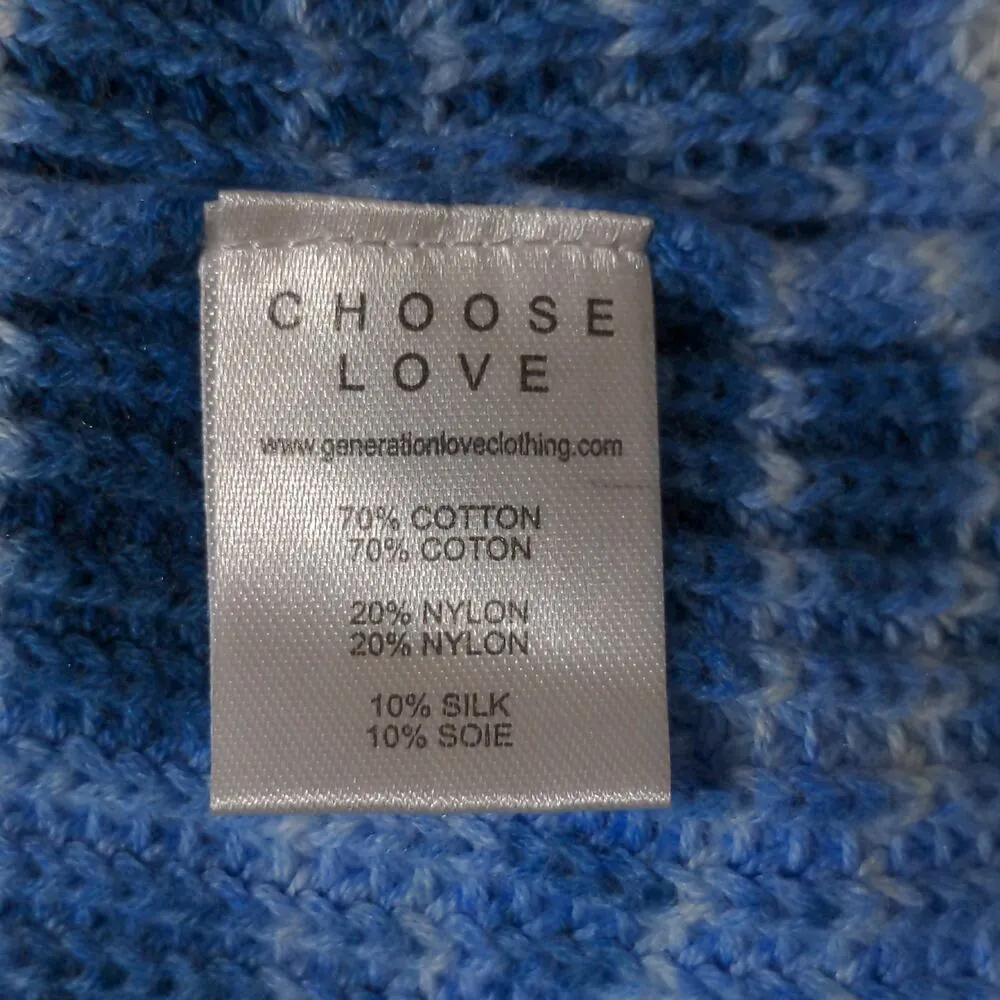 CHOOSE
LOVE
www.generationloveclothing.com
70% COTTON
70% COTON
20% NYLON
20% NYLON
10% SILK
10% SOIE